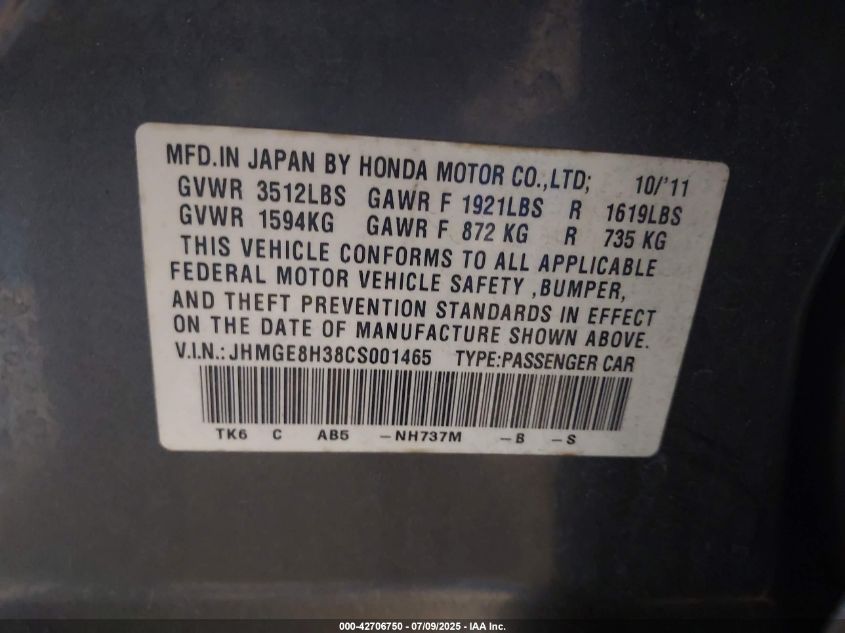 MFD.IN JAPAN BY HONDA MOTOR CO.,LTD; 10/'11
GVWR 3512LBS GAWR F 1921LBS R 1619LBS
GVWR 1594KG GAWR F 872 KG R 735 KG
THIS VEHICLE CONFORMS TO ALL APPLICABLE
FEDERAL MOTOR VEHICLE SAFETY ,BUMPER,
AND THEFT PREVENTION STANDARDS IN EFFECT
ON THE DATE OF MANUFACTURE SHOWN ABOVE.
V.I.N.: JHMGE8H38CS001465 TYPE:PASSENGER CAR
TK6 C AB5 -NH737M -B -S
000-42706750 | 07/09/2025 - IAA Inc.